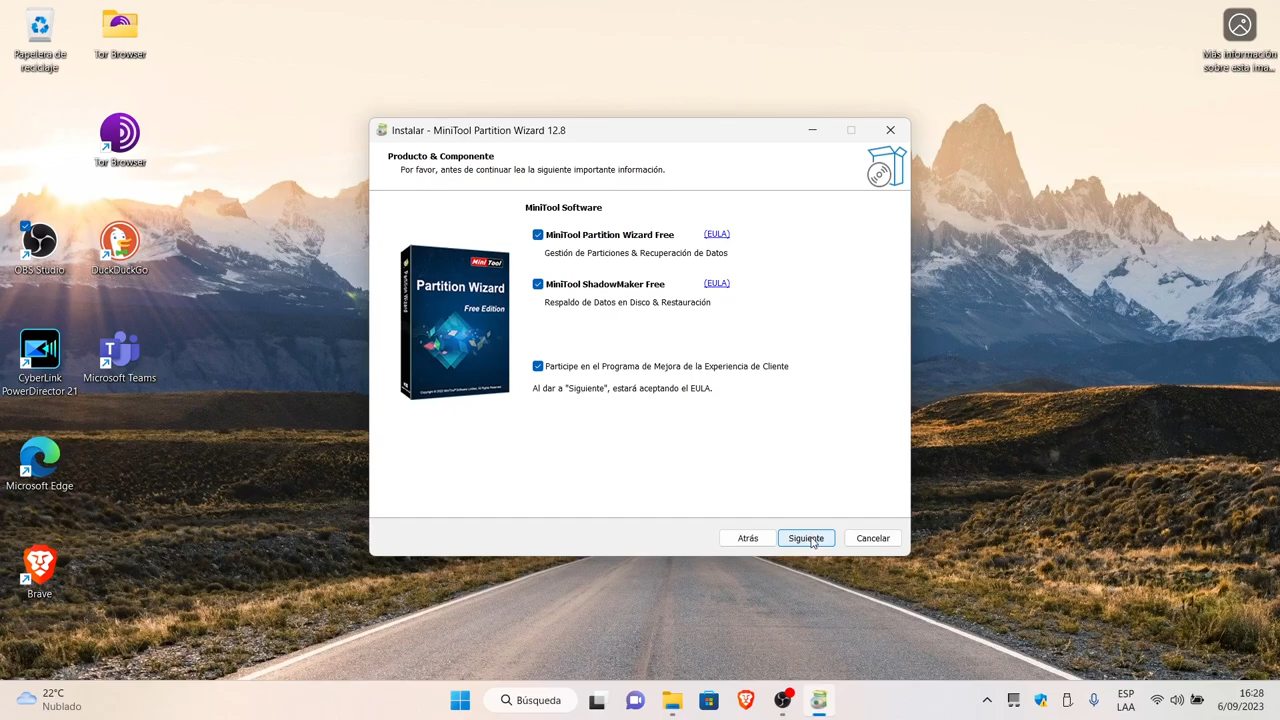 Papelera de
reciclaje
Tor Browser
Tor Browser
OBS Studio
DuckDuckGo
CyberLink
PowerDirector 21
Microsoft Teams
Microsoft Edge
Brave
Más información
sobre esta ima...
Instalar - MiniTool Partition Wizard 12.8
Producto & Componente
Por favor, antes de continuar lea la siguiente importante información.
MiniTool Software
MiniTool Partition Wizard Free (EULA)
Gestión de Particiones & Recuperación de Datos
MiniTool ShadowMaker Free (EULA)
Respaldo de Datos en Disco & Restauración
Participe en el Programa de Mejora de la Experiencia de Cliente
Al dar a "Siguiente", estará aceptando el EULA.
Mini Tool
Partition Wizard
Free Edition
Partition Wizard
Atrás
Siguiente
Cancelar
22°C
Nublado
Búsqueda
ESP
LAA
16:28
6/09/2023